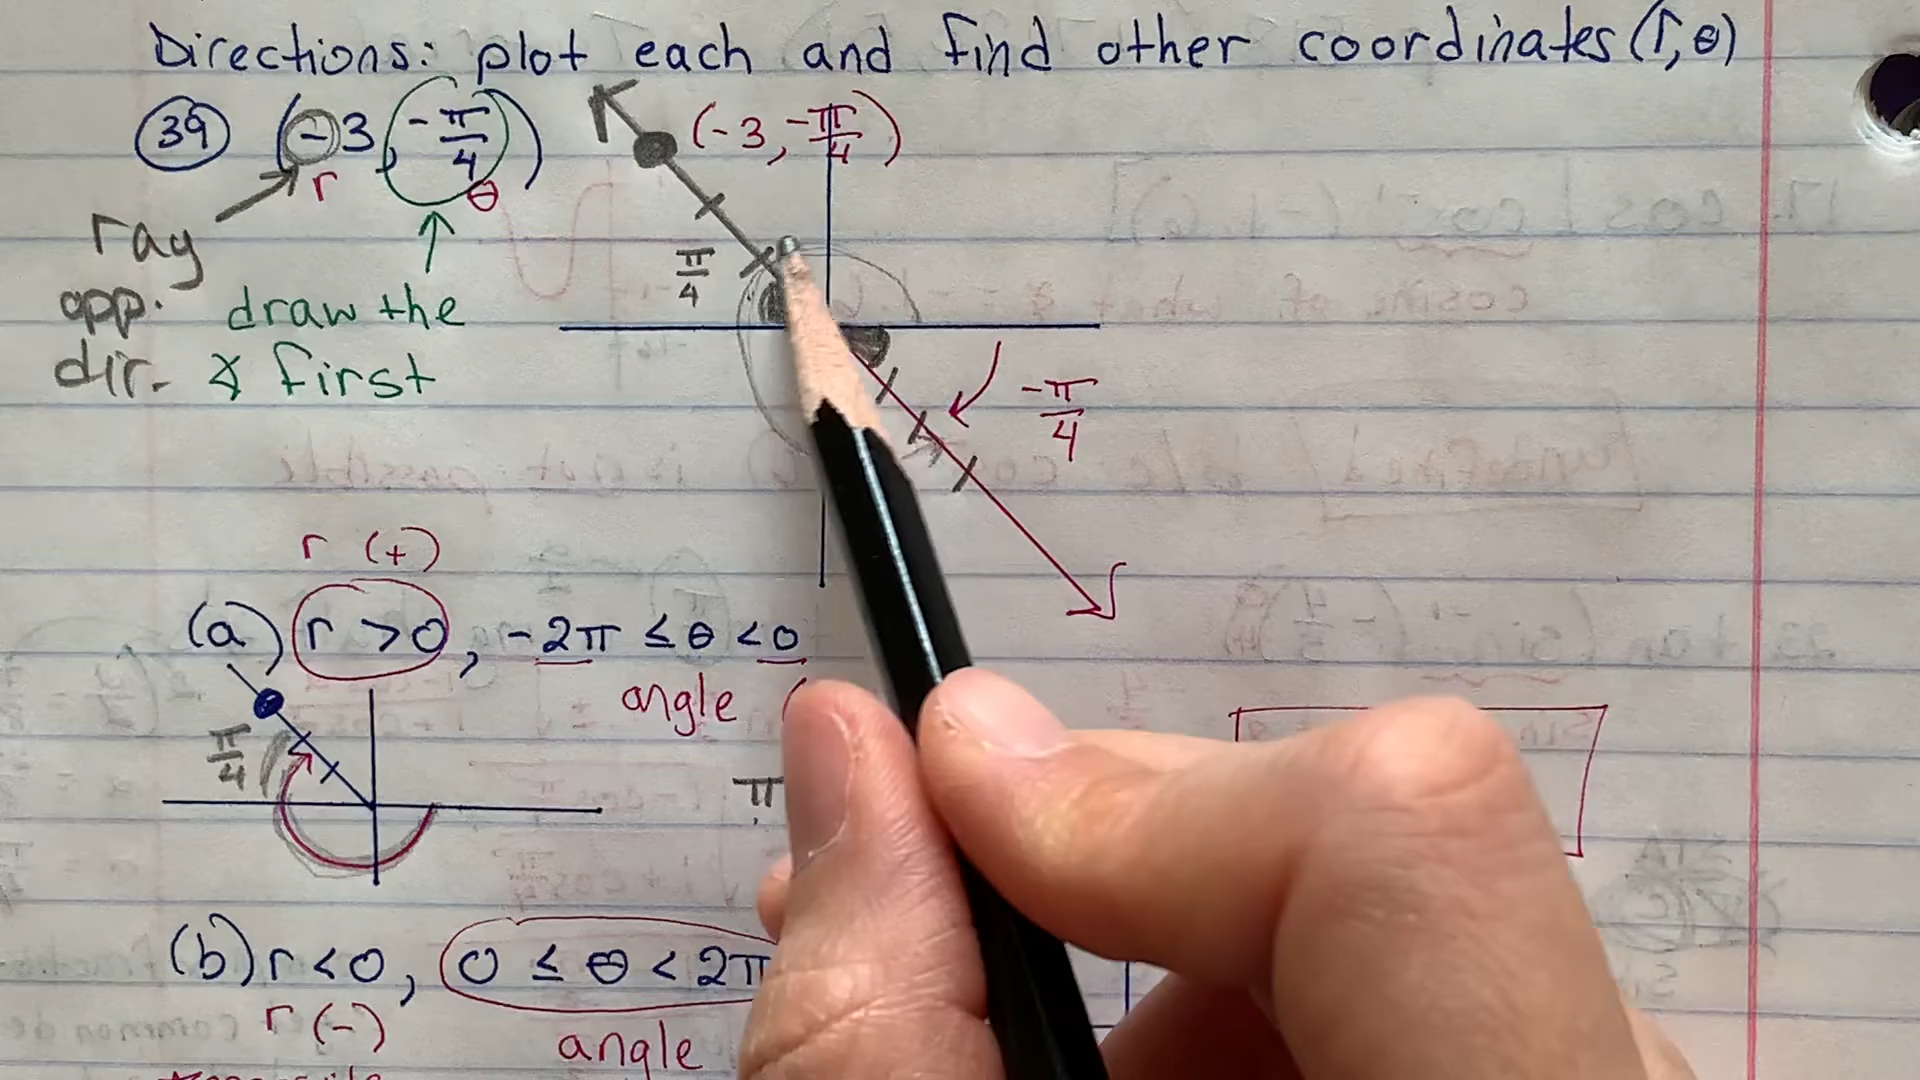 Directions: plot each and find other coordinates (r,θ)
39 (-3, -π/4) (-3, -π/4)
r θ
ray
opp.
dir.
draw the
∡ first
π/4
-π/4
r (+)
(a) r > 0, -2π ≤ θ < 0
angle (
π/4
π
(b) r < 0, 0 ≤ θ < 2π
r (-)
angle